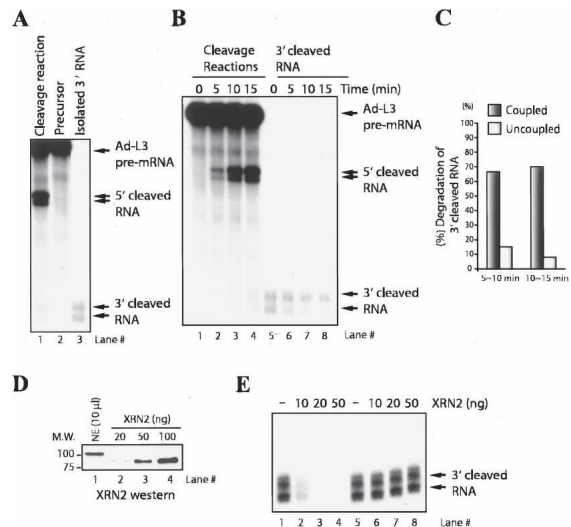 A
Cleavage reaction
Precursor
Isolated 3´ RNA
Ad-L3
pre-mRNA
5' cleaved
RNA
3' cleaved
RNA
1 2 3 Lane #
B
Cleavage
Reactions
3´ cleaved
RNA
0 5 10 15 0 5 10 15 Time (min)
Ad-L3
pre-mRNA
5' cleaved
RNA
3' cleaved
RNA
1 2 3 4 5 6 7 8 Lane #
C
(%)
Coupled
Uncoupled
100
90
80
70
60
50
40
30
20
10
0
(%) Degradation of
3' cleaved RNA
5~10 min 10~15 min
D
NE (10 µl)
XRN2 (ng)
M.W. 20 50 100
100
75
1 2 3 4 Lane #
XRN2 western
E
– 10 20 50 – 10 20 50 XRN2 (ng)
3' cleaved
RNA
1 2 3 4 5 6 7 8 Lane #